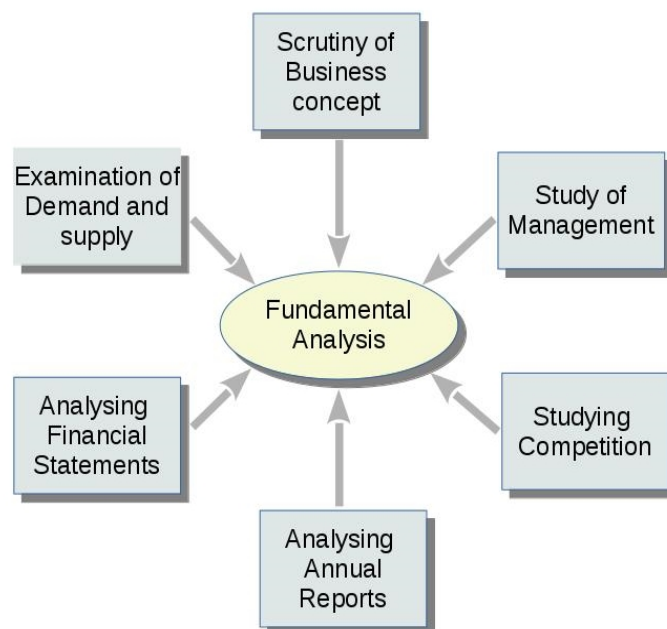 Scrutiny of
Business
concept
Examination of
Demand and
supply
Study of
Management
Fundamental
Analysis
Analysing
Financial
Statements
Studying
Competition
Analysing
Annual
Reports